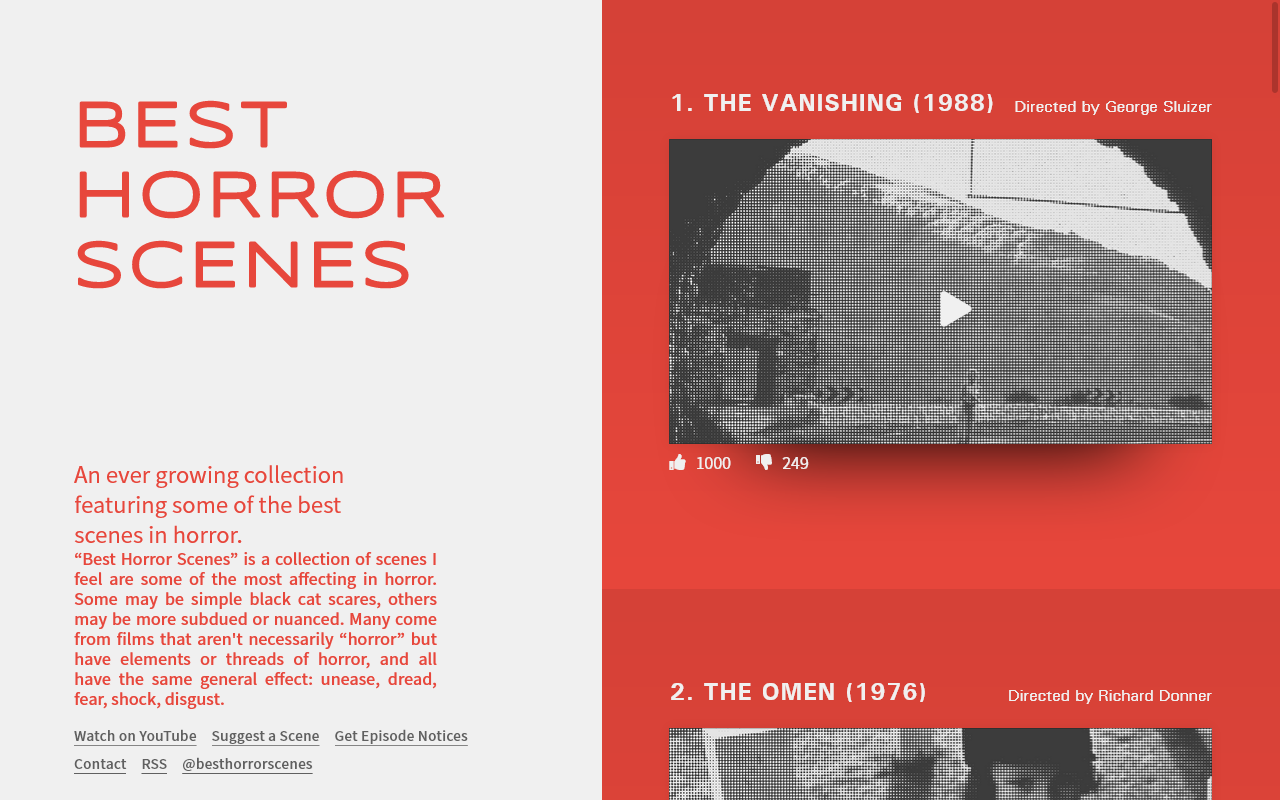 BEST
HORROR
SCENES
An ever growing collection
featuring some of the best
scenes in horror.
“Best Horror Scenes” is a collection of scenes I
feel are some of the most affecting in horror.
Some may be simple black cat scares, others
may be more subdued or nuanced. Many come
from films that aren't necessarily “horror” but
have elements or threads of horror, and all
have the same general effect: unease, dread,
fear, shock, disgust.
Watch on YouTube Suggest a Scene Get Episode Notices
Contact RSS @besthorrorscenes
1. THE VANISHING (1988) Directed by George Sluizer
1000 249
2. THE OMEN (1976) Directed by Richard Donner